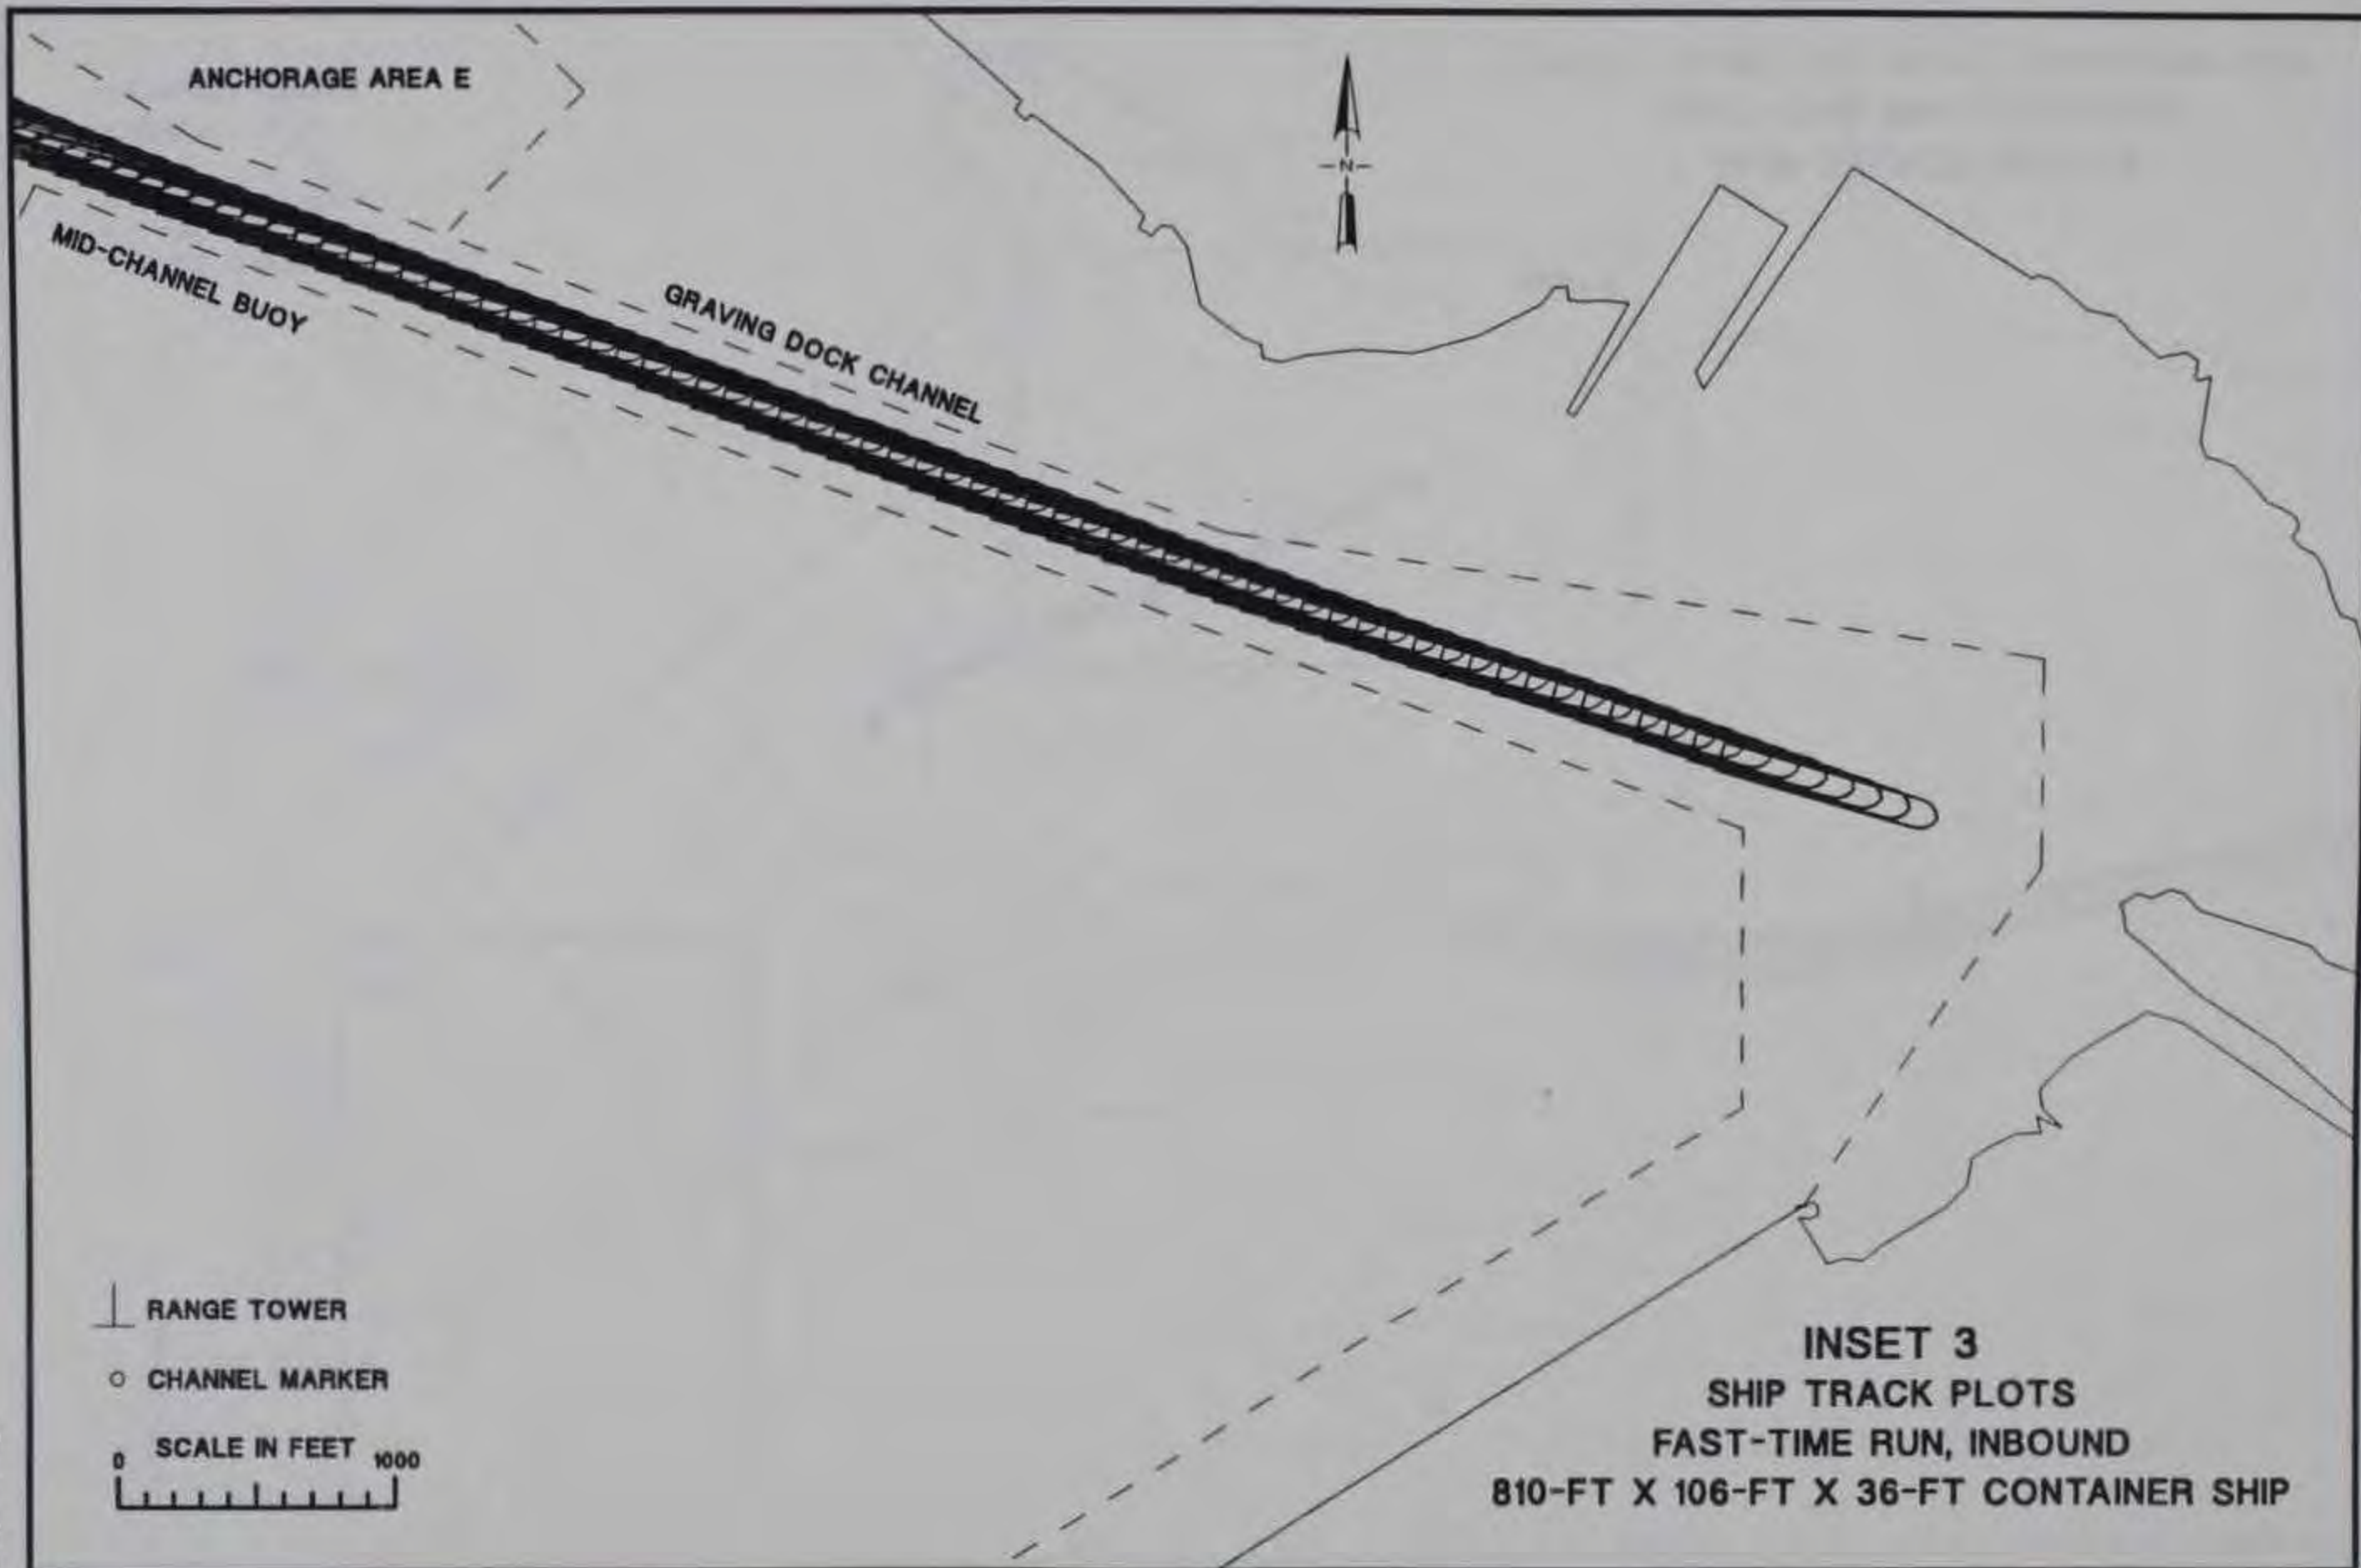 ANCHORAGE AREA E
N
MID-CHANNEL BUOY
GRAVING DOCK CHANNEL
RANGE TOWER
CHANNEL MARKER
SCALE IN FEET
0 1000
INSET 3
SHIP TRACK PLOTS
FAST-TIME RUN, INBOUND
810-FT X 106-FT X 36-FT CONTAINER SHIP